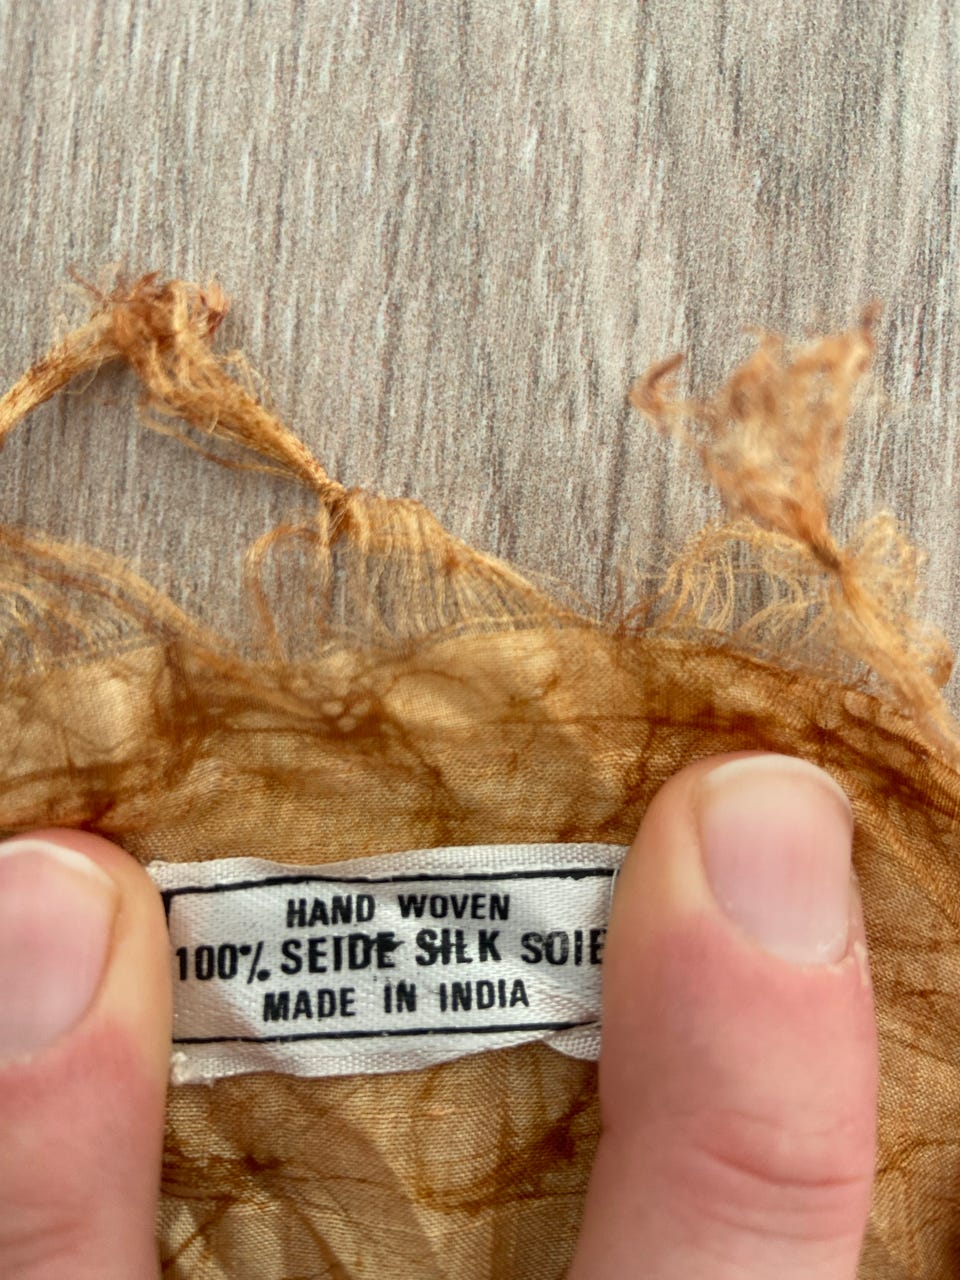 HAND WOVEN
100% SEIDE SILK SOIE
MADE IN INDIA